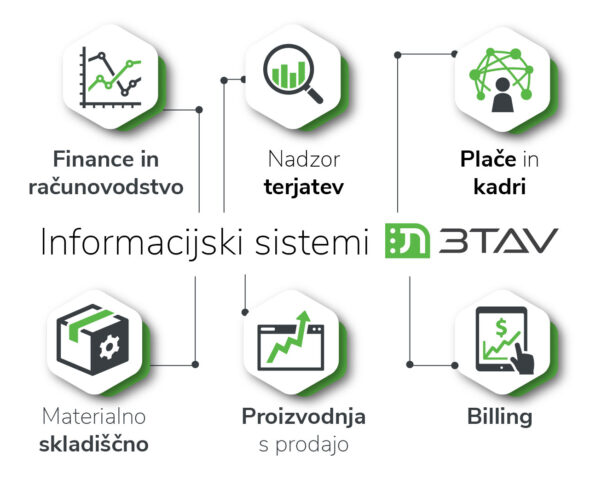 Finance in
računovodstvo
Nadzor
terjatev
Plače in
kadri
Informacijski sistemi 3TAV
Materialno
skladiščno
Proizvodnja
s prodajo
$
Billing